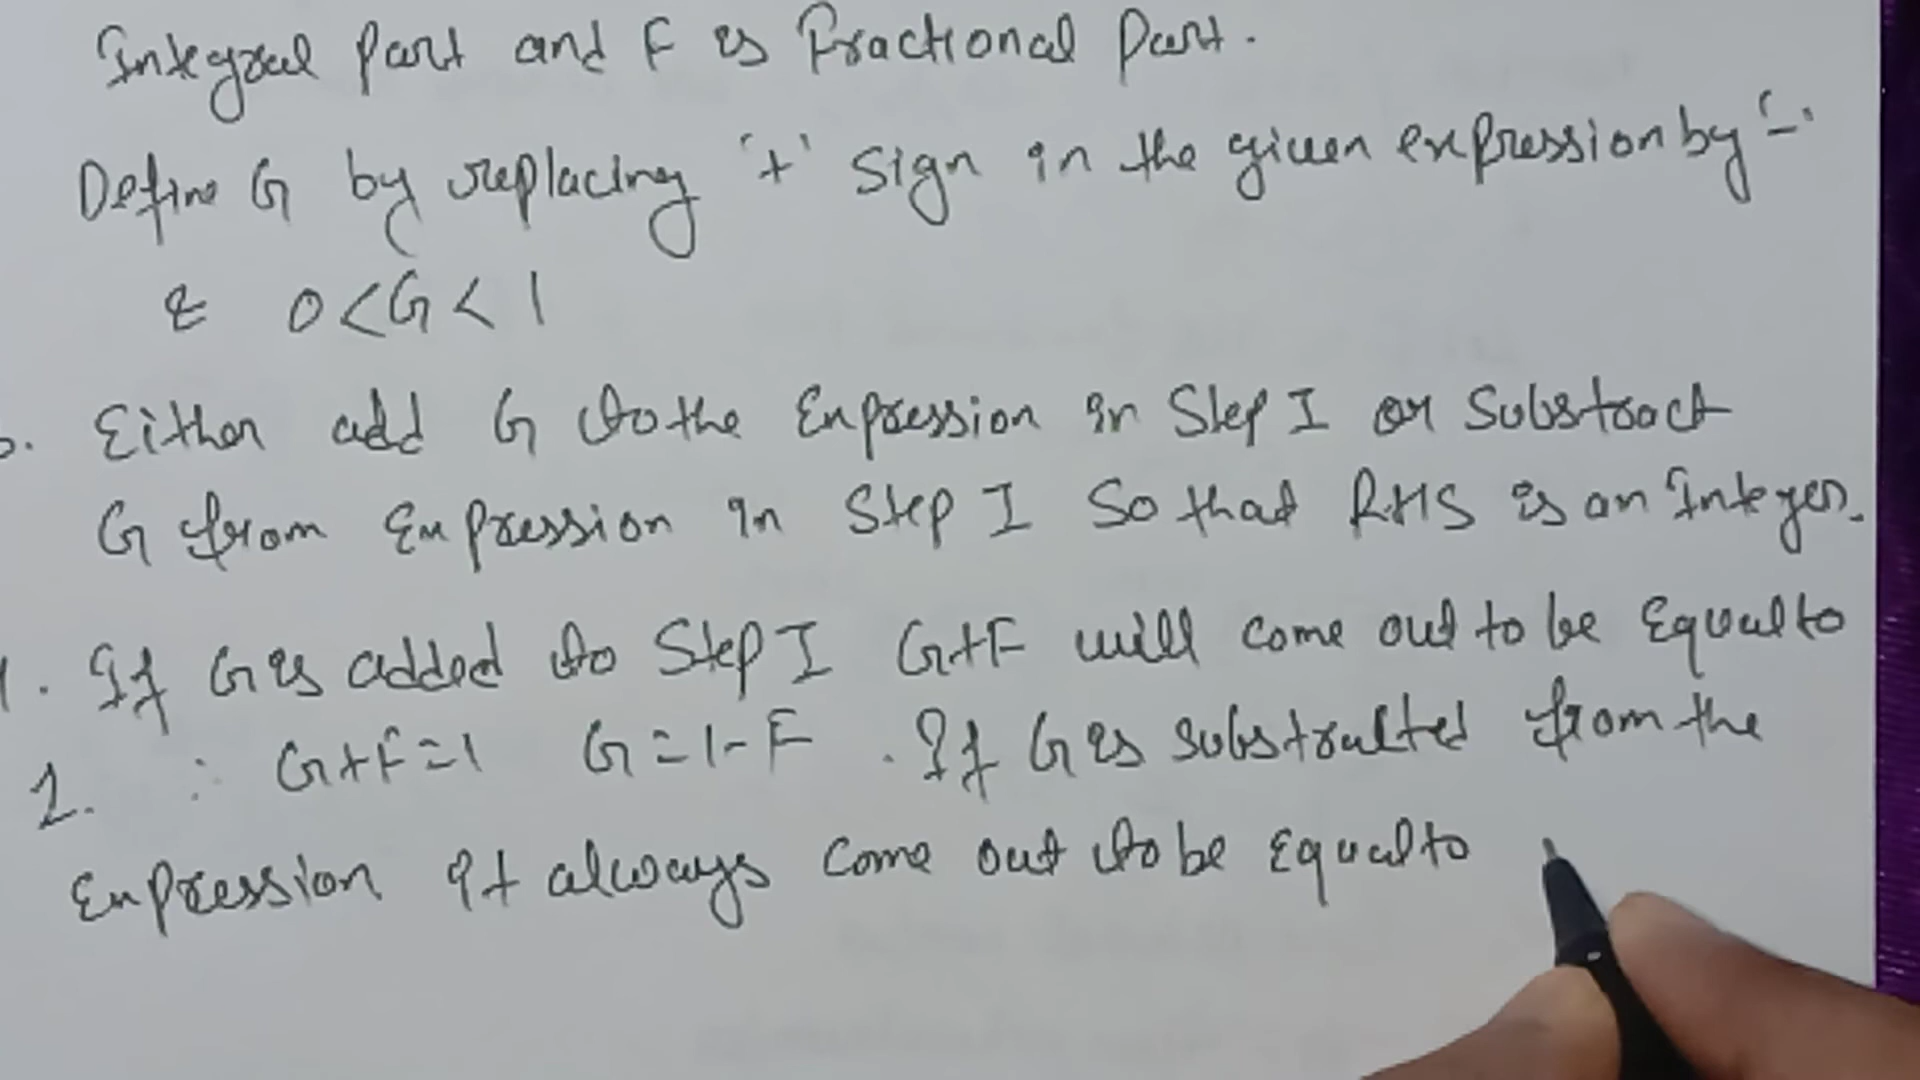 Integral part and F is Fractional Part.
Define G by replacing '+' sign in the given expression by '-'
& 0<G<1
3. Either add G to the Expression in Step I or Substract
G from Expression in Step I So that RHS is an Integer.
4. If G is added to Step I G+F will come out to be Equal to
1. ∴ G+F=1 G=1-F . If G is substracted from the
Expression it always come out to be Equal to